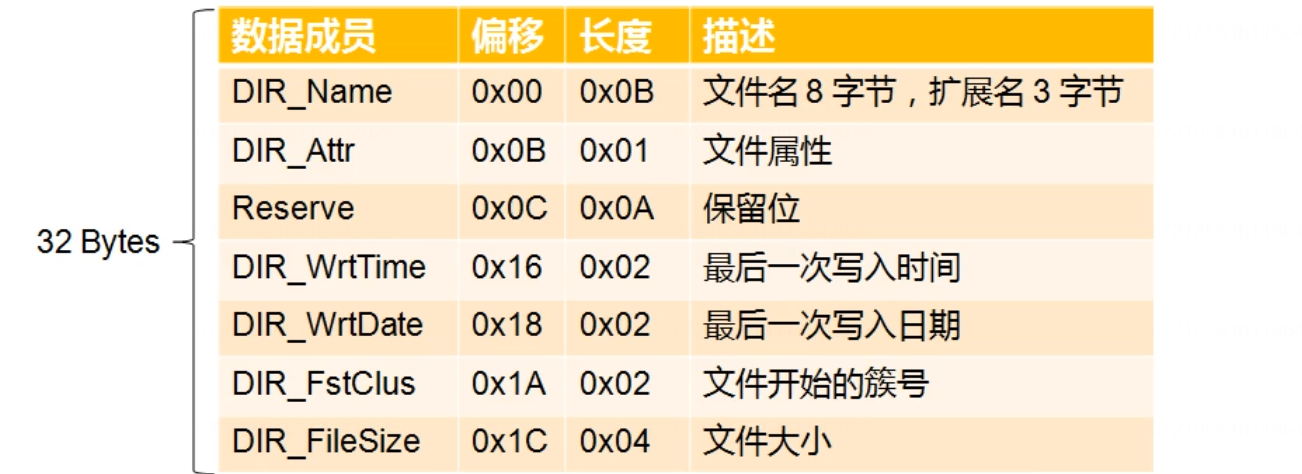 数据成员 偏移 长度 描述
DIR_Name 0x00 0x0B 文件名 8 字节，扩展名 3 字节
DIR_Attr 0x0B 0x01 文件属性
Reserve 0x0C 0x0A 保留位
32 Bytes
DIR_WrtTime 0x16 0x02 最后一次写入时间
DIR_WrtDate 0x18 0x02 最后一次写入日期
DIR_FstClus 0x1A 0x02 文件开始的簇号
DIR_FileSize 0x1C 0x04 文件大小